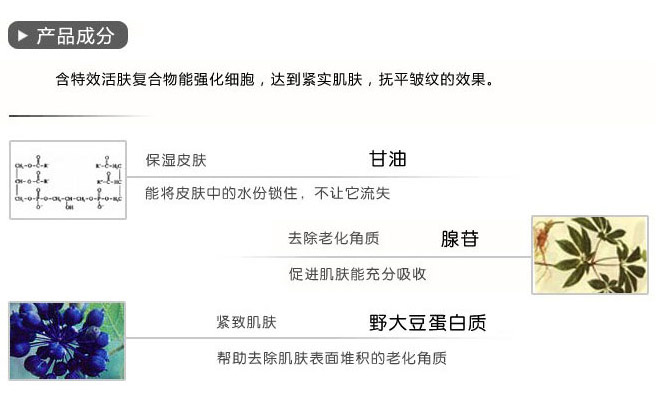 产品成分
含特效活肤复合物能强化细胞，达到紧实肌肤，抚平皱纹的效果。
保湿皮肤 甘油
能将皮肤中的水份锁住，不让它流失
去除老化角质 腺苷
促进肌肤能充分吸收
紧致肌肤 野大豆蛋白质
帮助去除肌肤表面堆积的老化角质